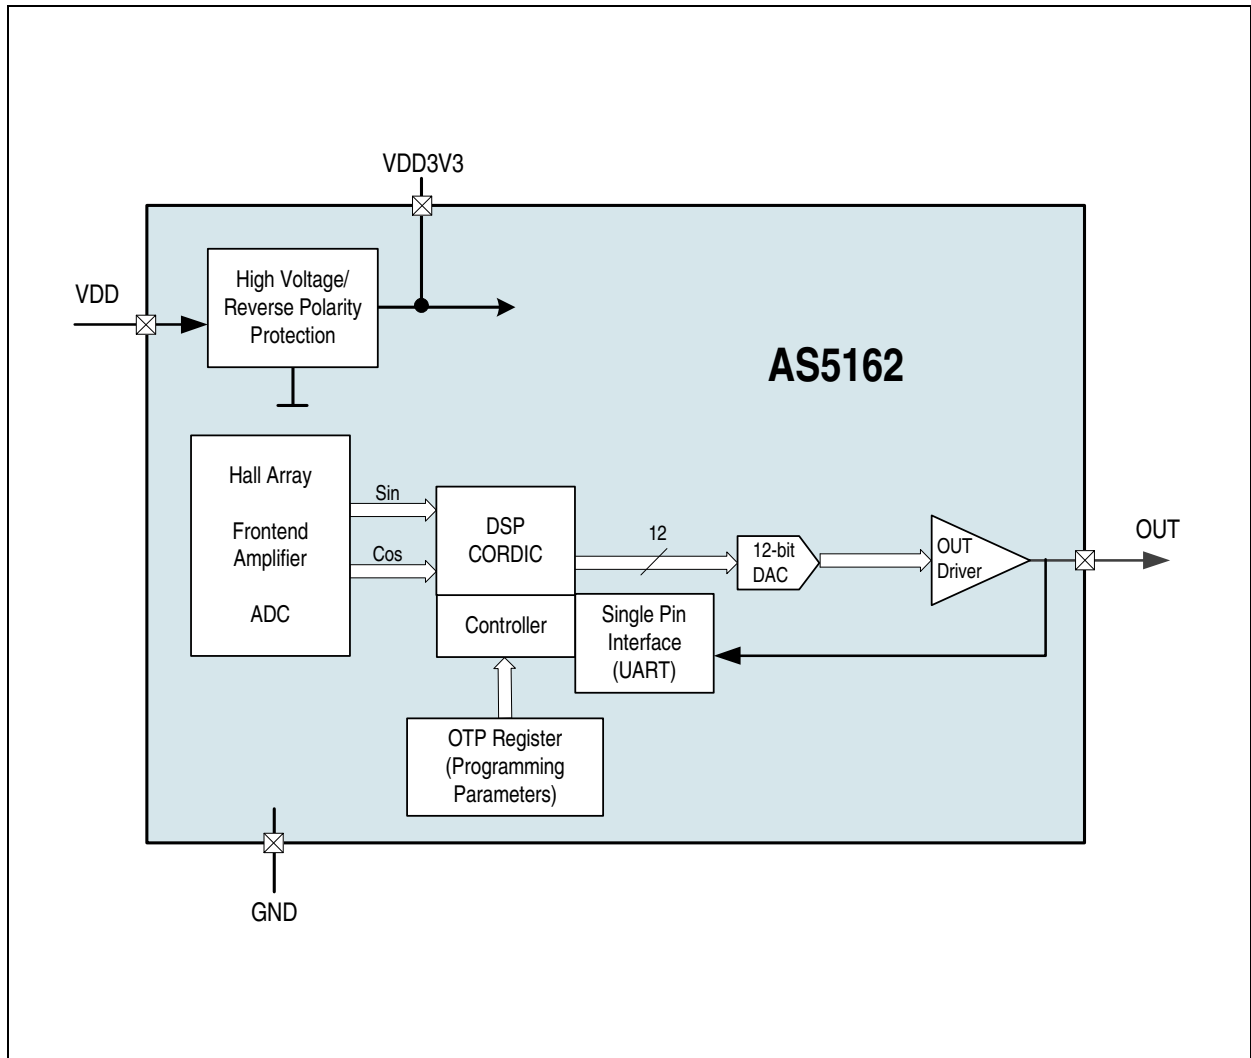 VDD3V3
VDD
High Voltage/
Reverse Polarity
Protection
AS5162
Hall Array
Frontend
Amplifier
ADC
Sin
Cos
DSP
CORDIC
Controller
12
12-bit
DAC
OUT
Driver
OUT
Single Pin
Interface
(UART)
OTP Register
(Programming
Parameters)
GND